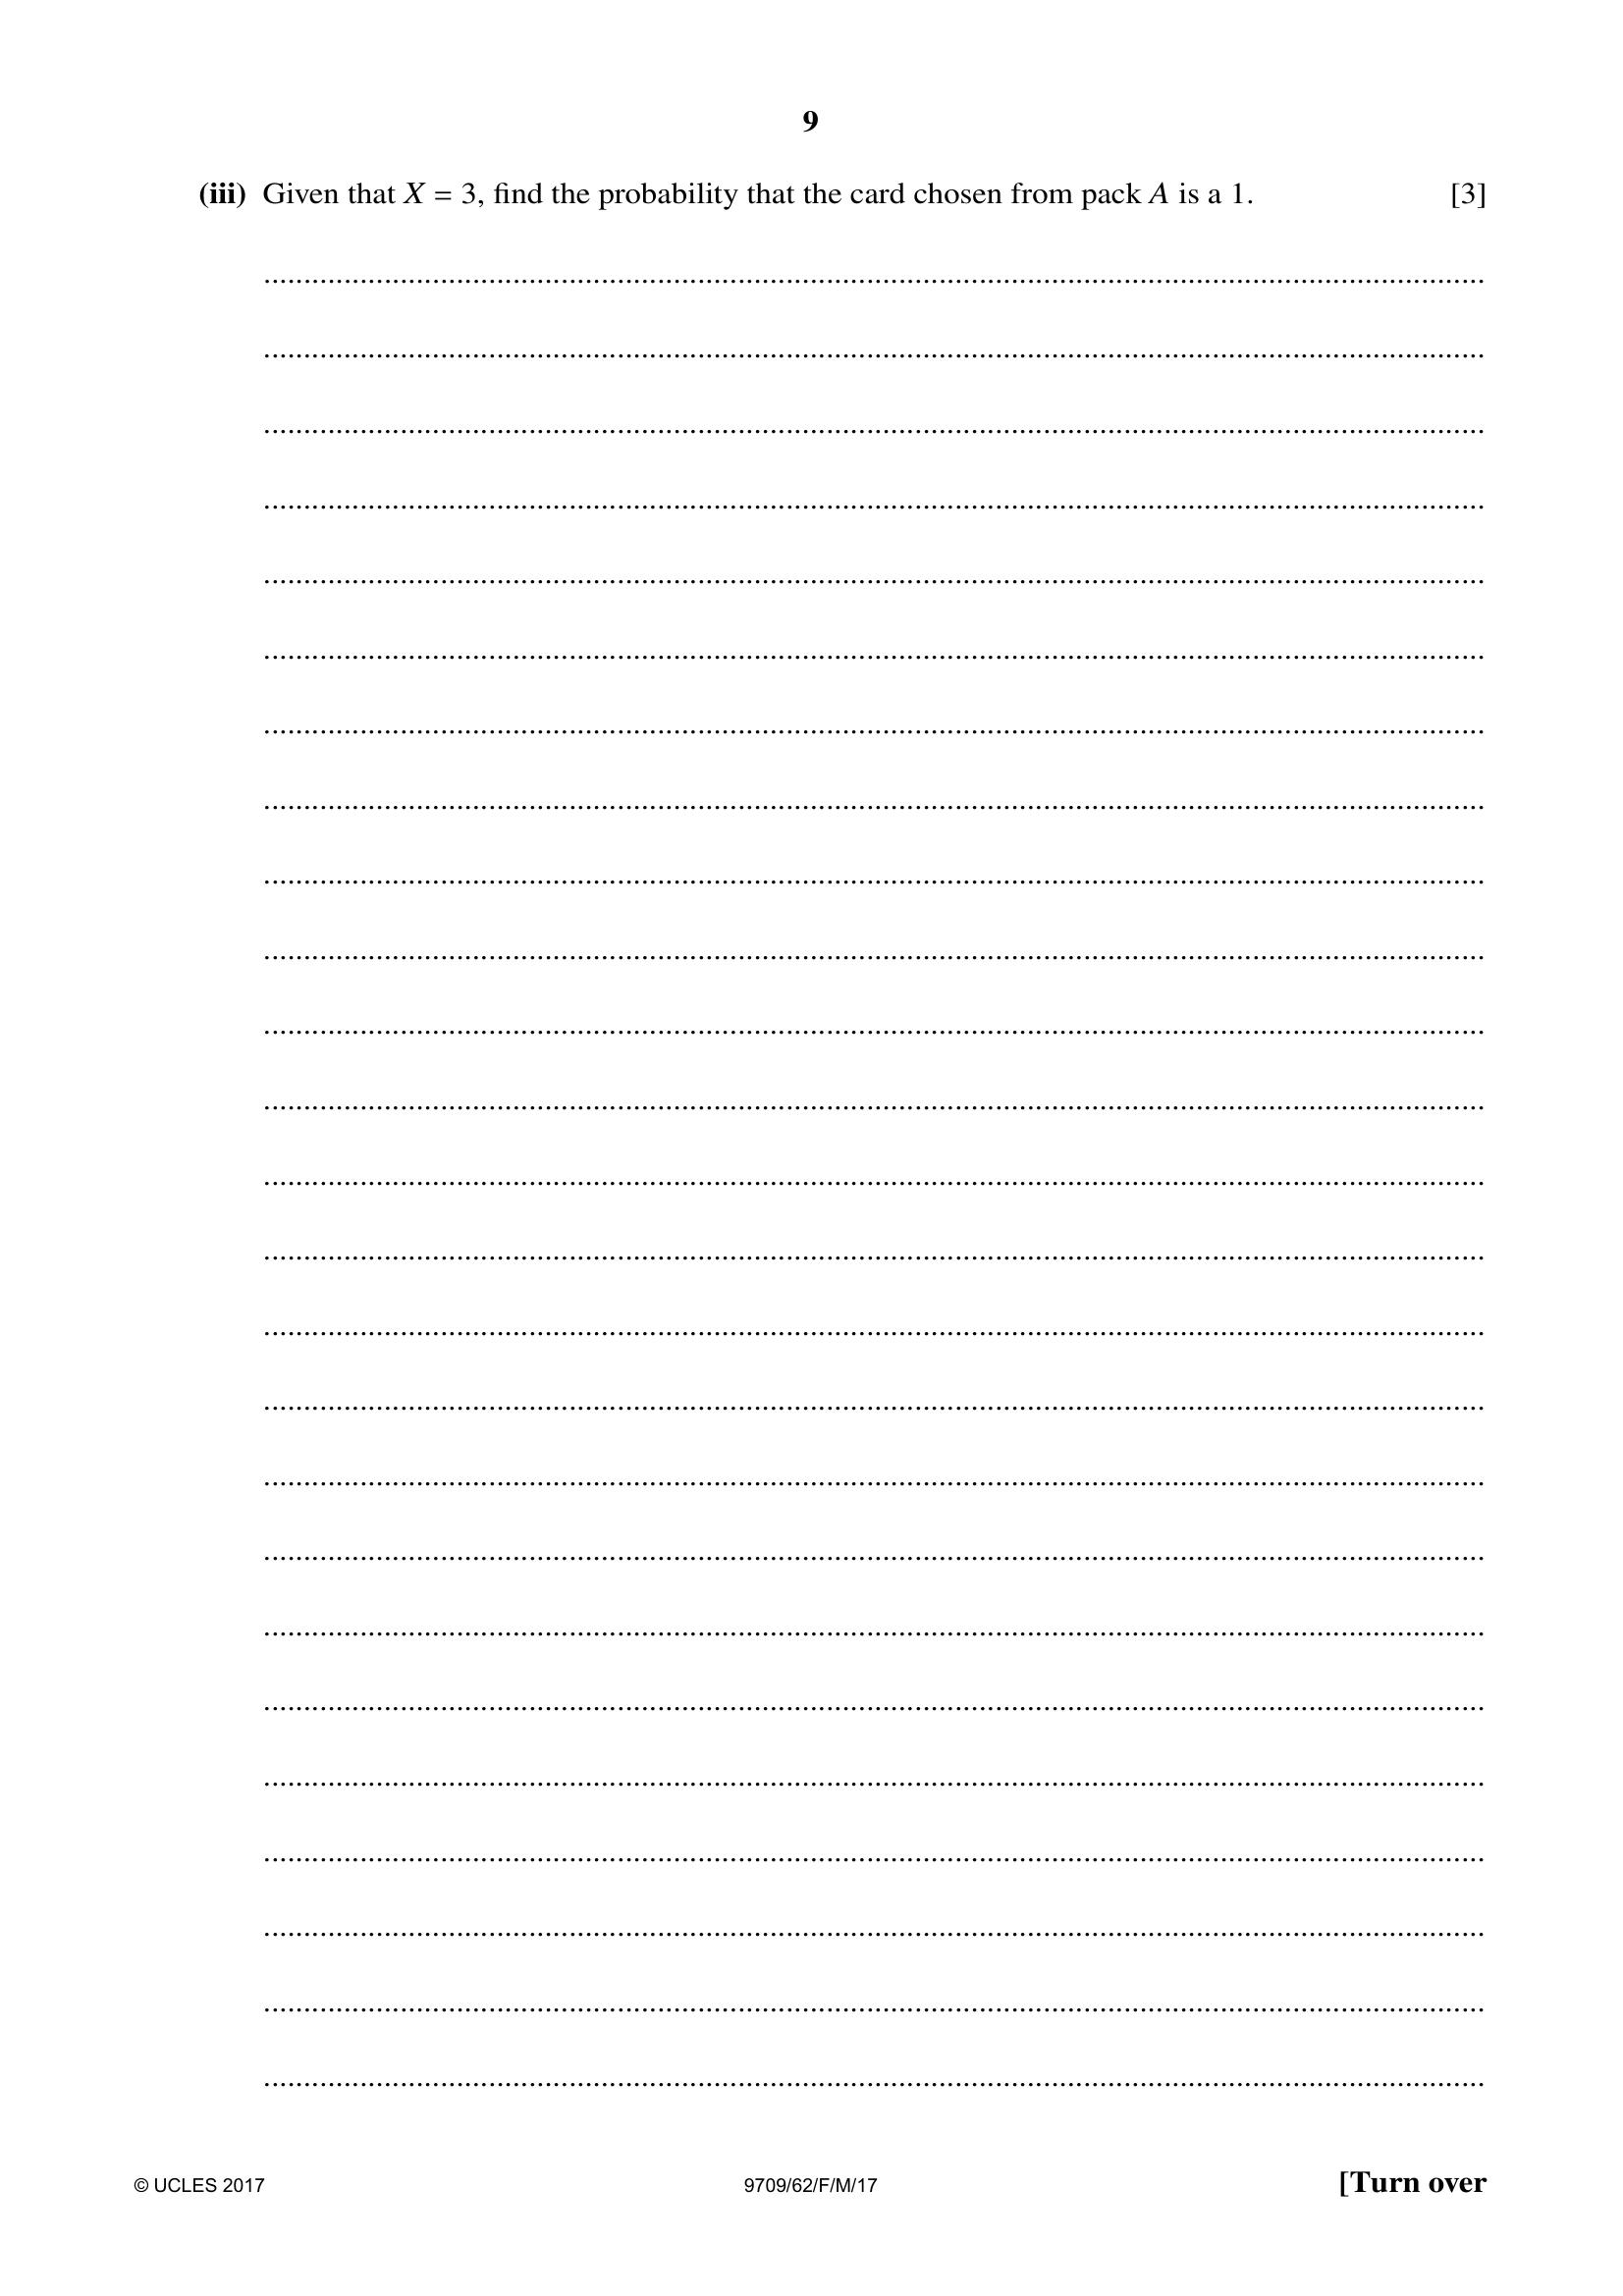 9
(iii) Given that X = 3, find the probability that the card chosen from pack A is a 1. [3]
© UCLES 2017 9709/62/F/M/17 [Turn over